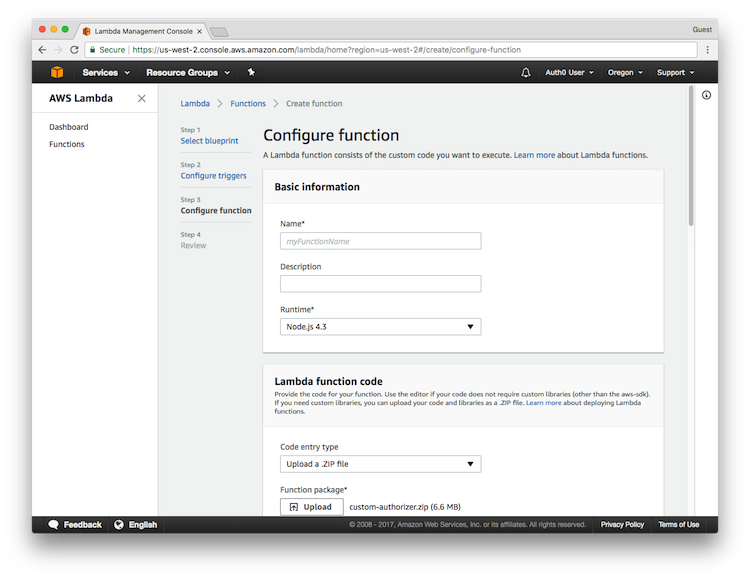 Lambda Management Console
Guest
Secure https://us-west-2.console.aws.amazon.com/lambda/home?region=us-west-2#/create/configure-function
Services Resource Groups Auth0 User Oregon Support
AWS Lambda
Dashboard
Functions
Lambda Functions Create function
Step 1
Select blueprint
Step 2
Configure triggers
Step 3
Configure function
Step 4
Review
Configure function
A Lambda function consists of the custom code you want to execute. Learn more about Lambda functions.
Basic information
Name*
myFunctionName
Description
Runtime*
Node.js 4.3
Lambda function code
Provide the code for your function. Use the editor if your code does not require custom libraries (other than the aws-sdk).
If you need custom libraries, you can upload your code and libraries as a .ZIP file. Learn more about deploying Lambda
functions.
Code entry type
Upload a .ZIP file
Function package*
Upload custom-authorizer.zip (6.6 MB)
Feedback English © 2008 - 2017, Amazon Web Services, Inc. or its affiliates. All rights reserved. Privacy Policy Terms of Use